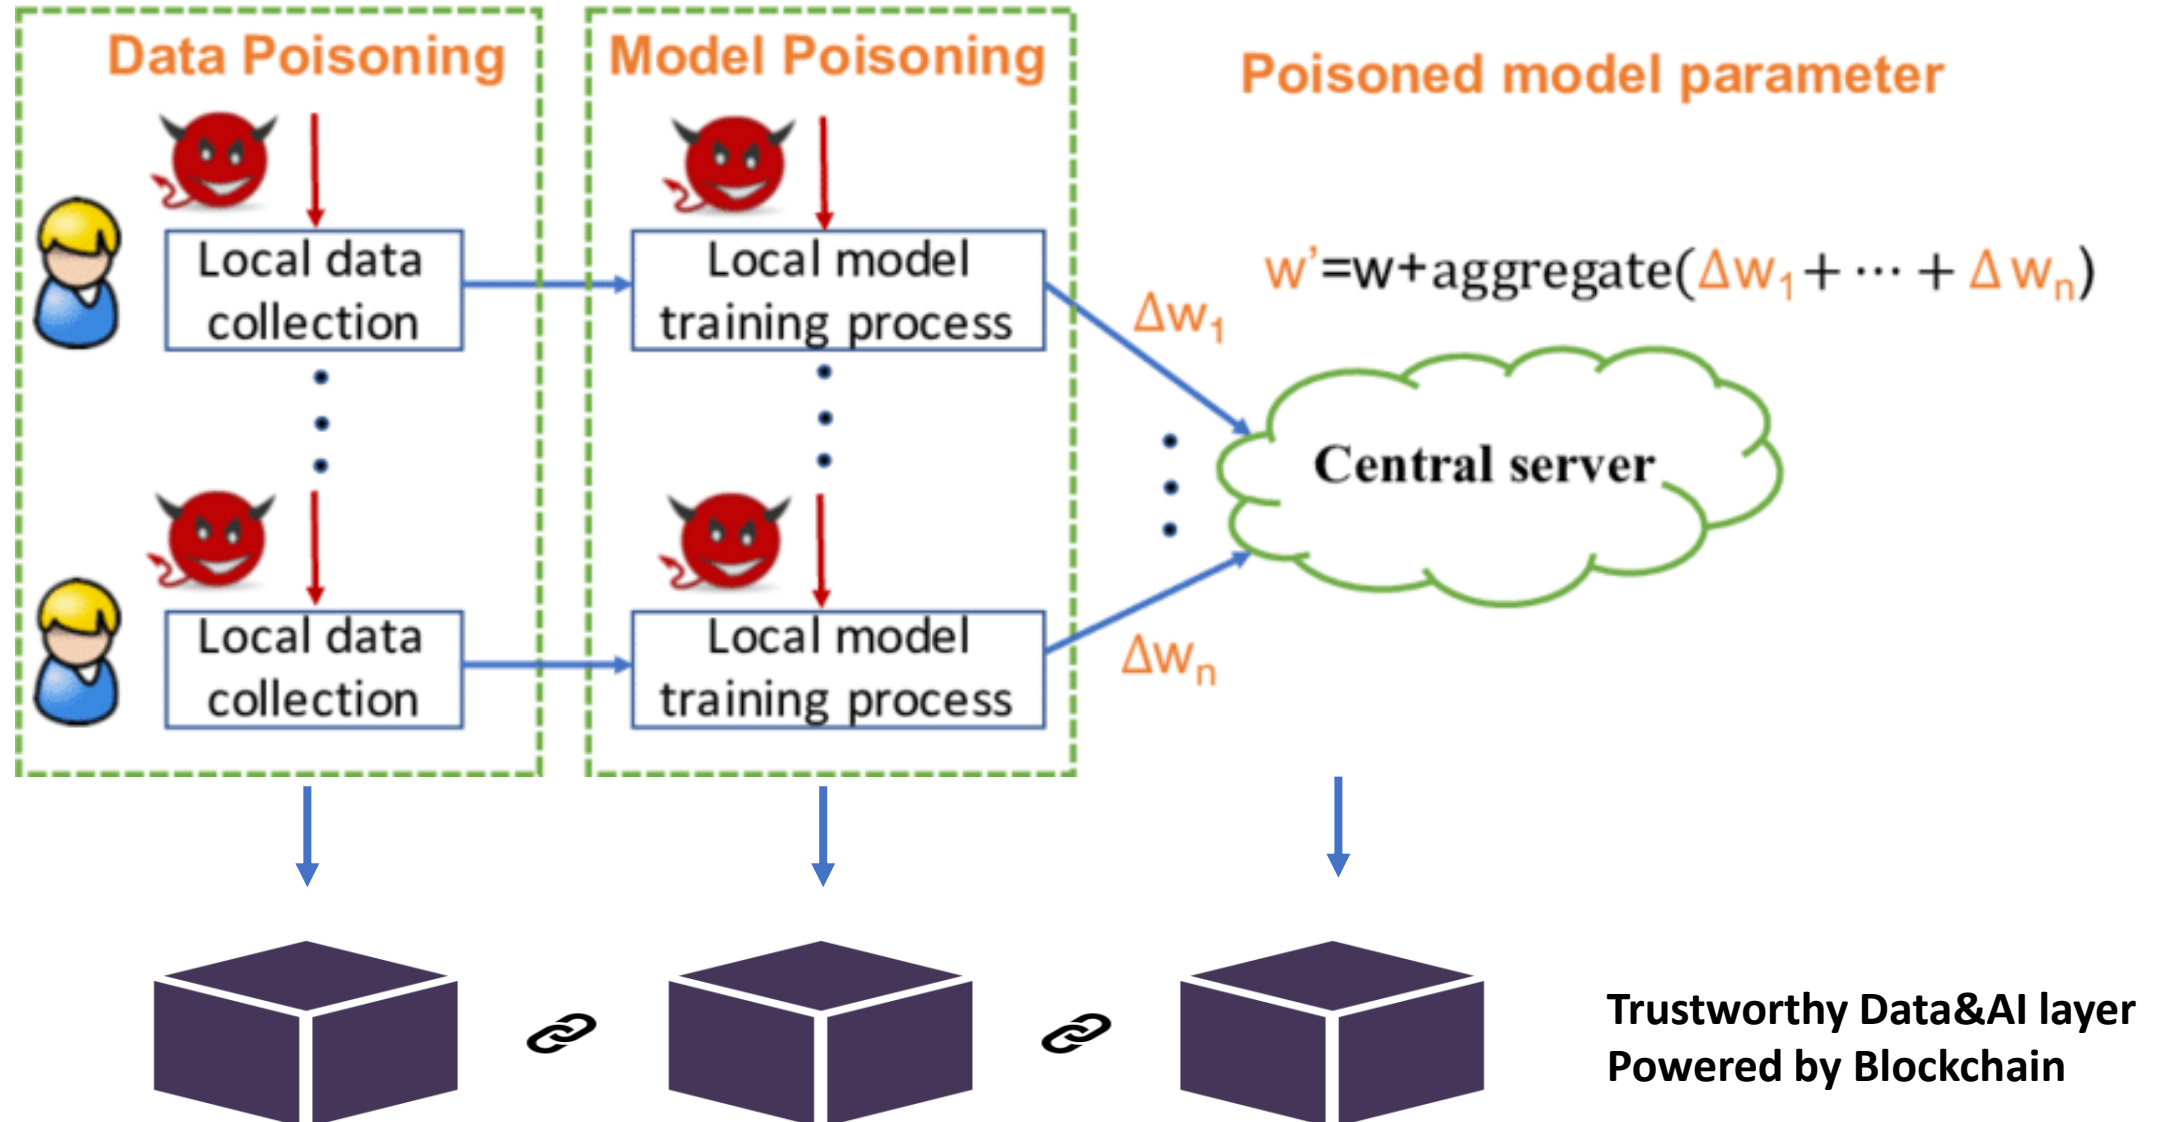 Data Poisoning
Model Poisoning
Poisoned model parameter
Local data
collection
Local model
training process
w'=w+aggregate(Δw₁+⋯+Δwₙ)
Δw₁
Central server
Local data
collection
Local model
training process
Δwₙ
Trustworthy Data&AI layer
Powered by Blockchain